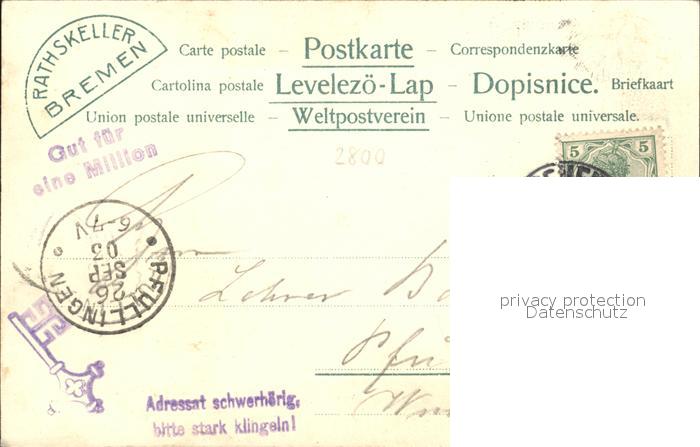 RATHSKELLER
BREMEN
Carte postale – Postkarte – Correspondenzkarte
Cartolina postale Levelezö-Lap – Dopisnice. Briefkaart
Union postale universelle – Weltpostverein – Unione postale universale.
Gut für
eine Million
2800
5 5
6-7V
26
SEP
03
PFULLINGEN
Lehrer
privacy protection
Datenschutz
Adressat schwerhörig,
bitte stark klingeln!